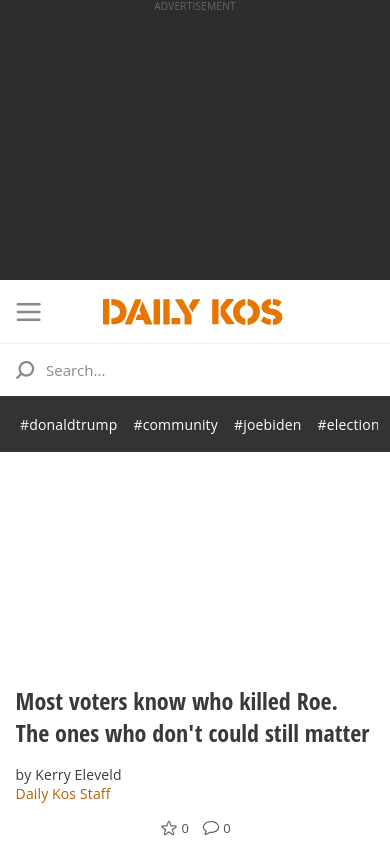 ADVERTISEMENT
DAILY KOS
Search...
#donaldtrump #community #joebiden #election
Most voters know who killed Roe.
The ones who don't could still matter
by Kerry Eleveld
Daily Kos Staff
0 0